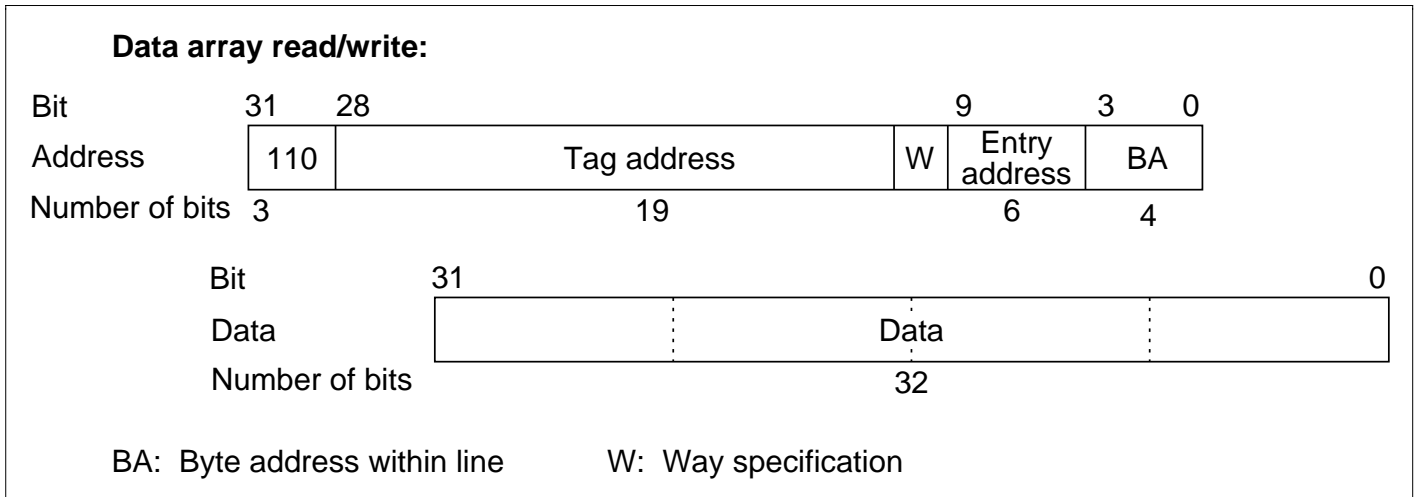 Data array read/write:
Bit 31 28 9 3 0
Address 110 Tag address W Entry address BA
Number of bits 3 19 6 4
Bit 31 0
Data Data
Number of bits 32
BA: Byte address within line W: Way specification